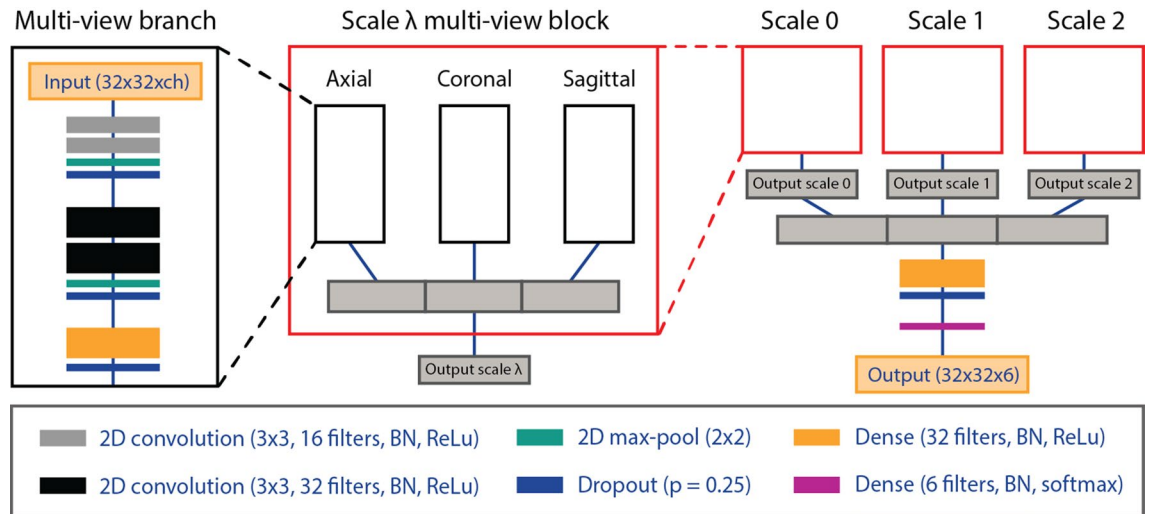 Multi-view branch
Input (32x32xch)
Scale λ multi-view block
Axial
Coronal
Sagittal
Output scale λ
Scale 0
Scale 1
Scale 2
Output scale 0
Output scale 1
Output scale 2
Output (32x32x6)
2D convolution (3x3, 16 filters, BN, ReLu)
2D max-pool (2x2)
Dense (32 filters, BN, ReLu)
2D convolution (3x3, 32 filters, BN, ReLu)
Dropout (p = 0.25)
Dense (6 filters, BN, softmax)